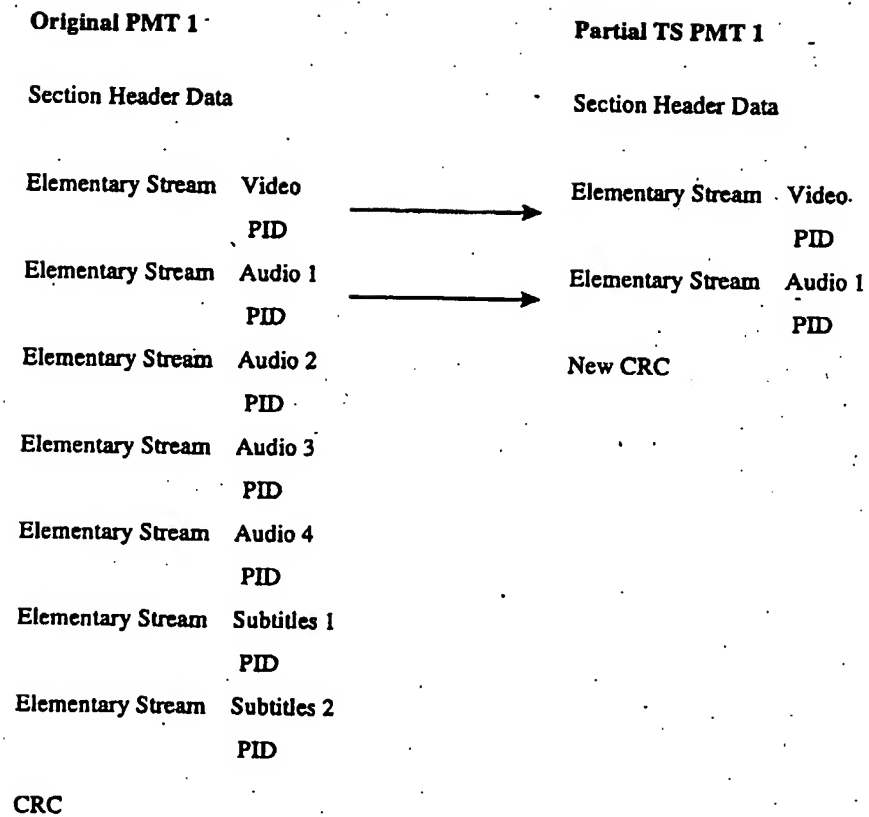 Original PMT 1
Section Header Data
Elementary Stream Video
PID
Elementary Stream Audio 1
PID
Elementary Stream Audio 2
PID
Elementary Stream Audio 3
PID
Elementary Stream Audio 4
PID
Elementary Stream Subtitles 1
PID
Elementary Stream Subtitles 2
PID
CRC
Partial TS PMT 1
Section Header Data
Elementary Stream Video
PID
Elementary Stream Audio 1
PID
New CRC